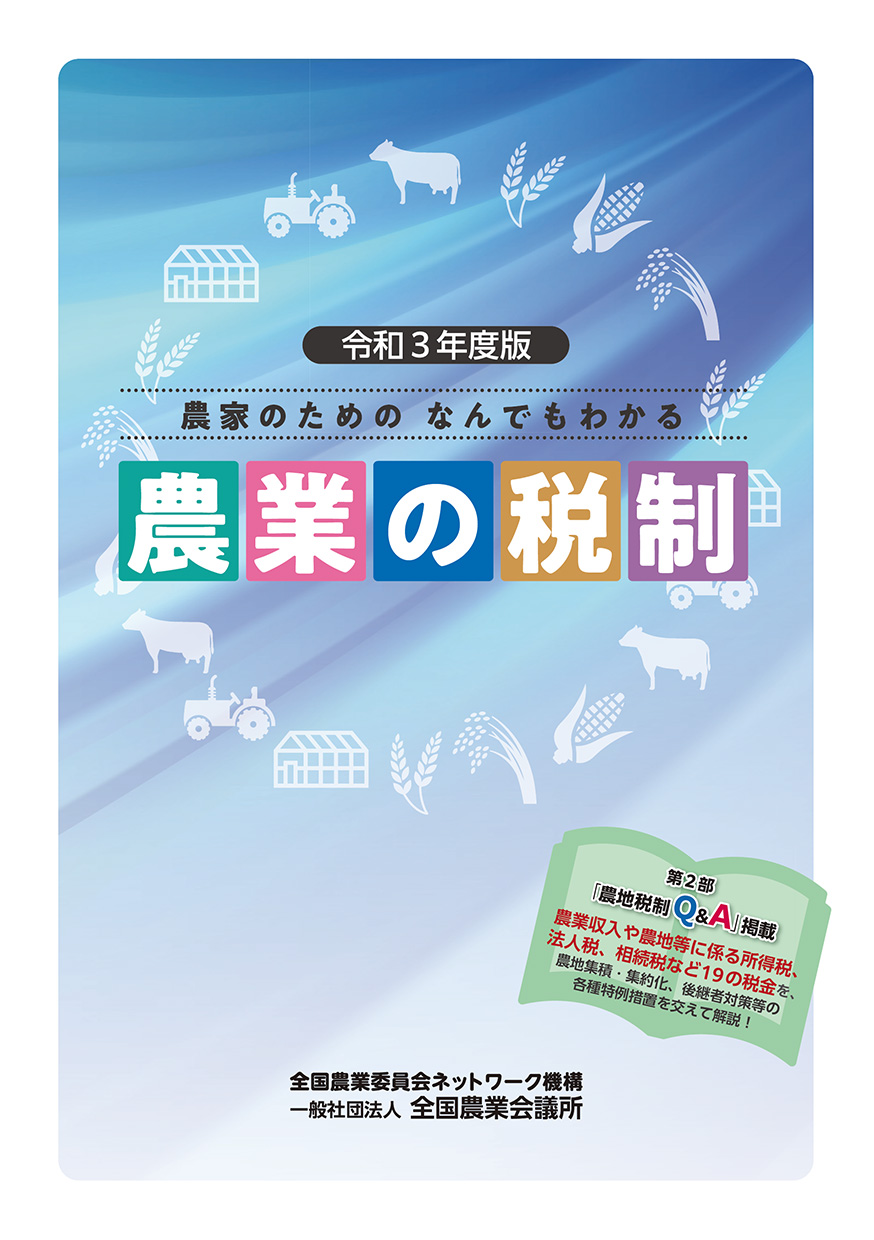 令和3年度版
農家のための なんでもわかる
農業の税制
第2部
「農地税制Q&A」掲載
農業収入や農地等に係る所得税、
法人税、相続税など19の税金を、
農地集積・集約化、後継者対策等の
各種特例措置を交えて解説！
全国農業委員会ネットワーク機構
一般社団法人 全国農業会議所